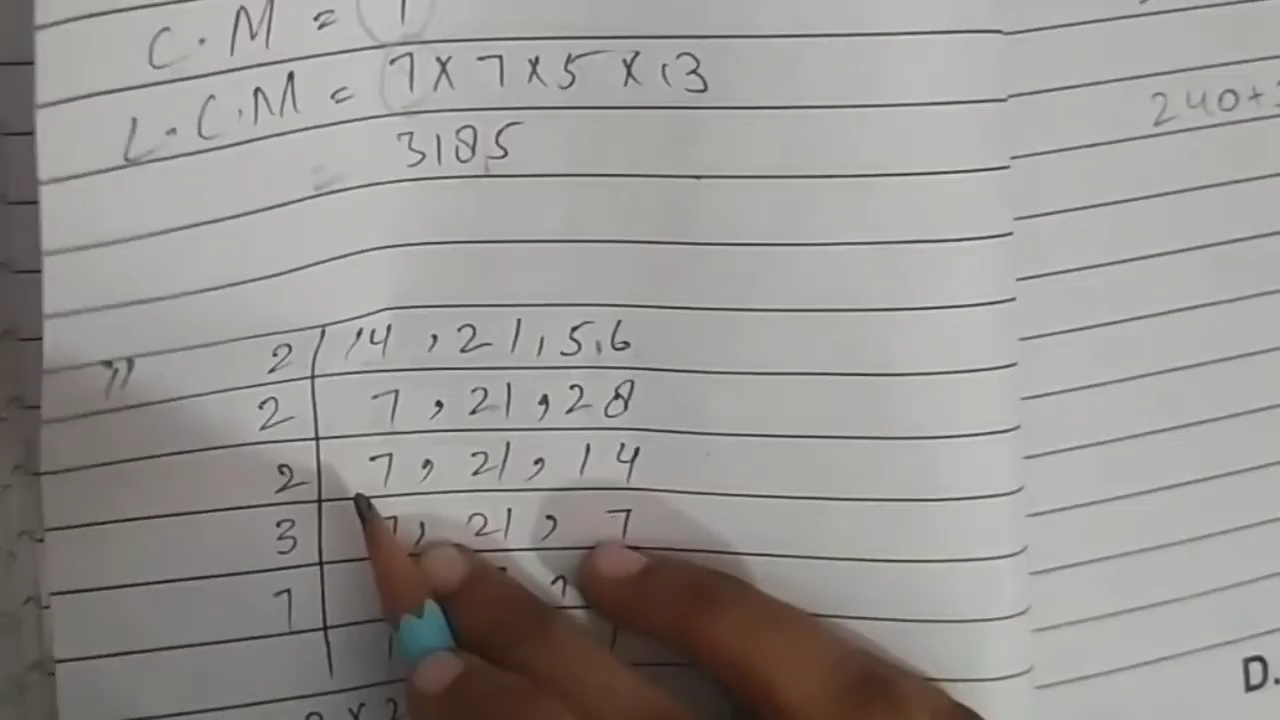 C.M = 1
L.C.M = 7 x 7 x 5 x 13
= 3185
240+
2 14, 21, 56
2 7, 21, 28
2 7, 21, 14
3 7, 21, 7
7
D.